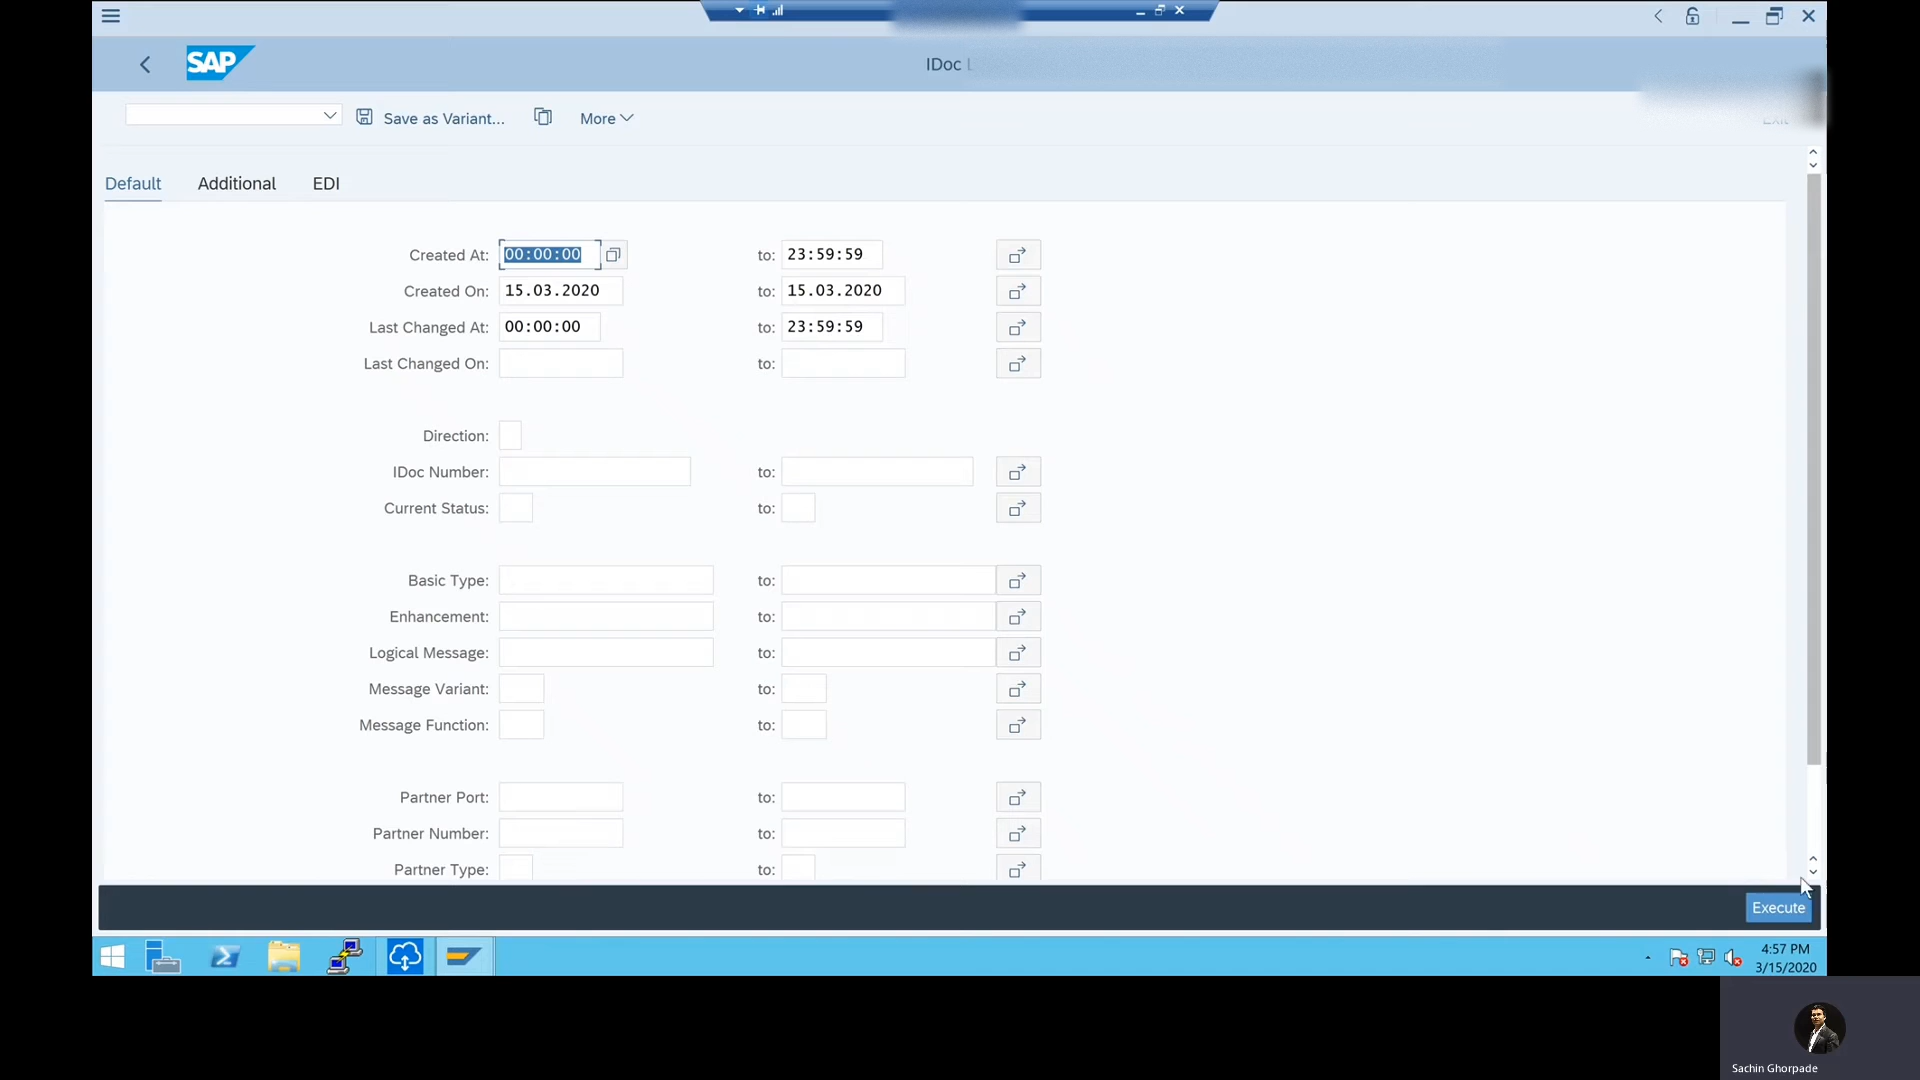 SAP
IDoc
Save as Variant...
More
Exit
Default
Additional
EDI
Created At: 00:00:00 to: 23:59:59
Created On: 15.03.2020 to: 15.03.2020
Last Changed At: 00:00:00 to: 23:59:59
Last Changed On: to:
Direction:
IDoc Number: to:
Current Status: to:
Basic Type: to:
Enhancement: to:
Logical Message: to:
Message Variant: to:
Message Function: to:
Partner Port: to:
Partner Number: to:
Partner Type: to:
Execute
4:57 PM
3/15/2020
Sachin Ghorpade